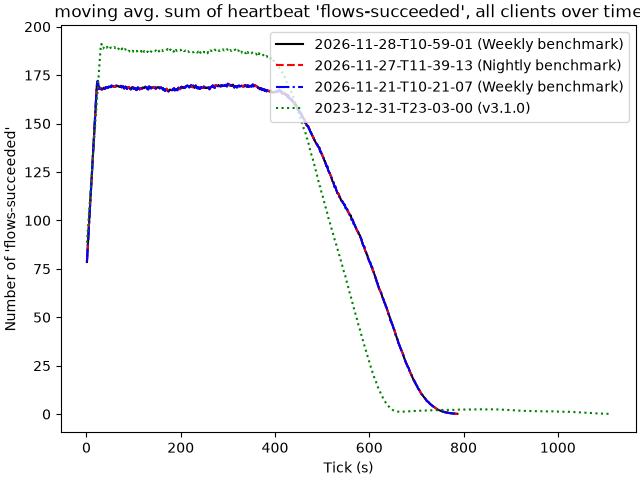 moving avg. sum of heartbeat 'flows-succeeded', all clients over time
200
175
150
125
100
75
50
25
0
Number of 'flows-succeeded'
2026-11-28-T10-59-01 (Weekly benchmark)
2026-11-27-T11-39-13 (Nightly benchmark)
2026-11-21-T10-21-07 (Weekly benchmark)
2023-12-31-T23-03-00 (v3.1.0)
0 200 400 600 800 1000
Tick (s)